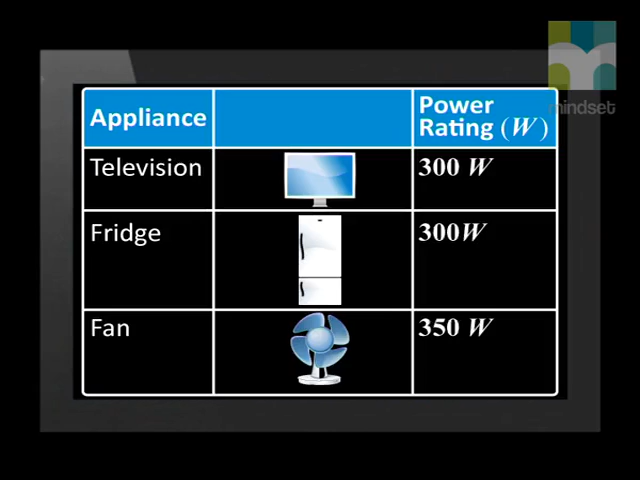 mindset
Appliance
Power
Rating (W)
Television
300 W
Fridge
300W
Fan
350 W